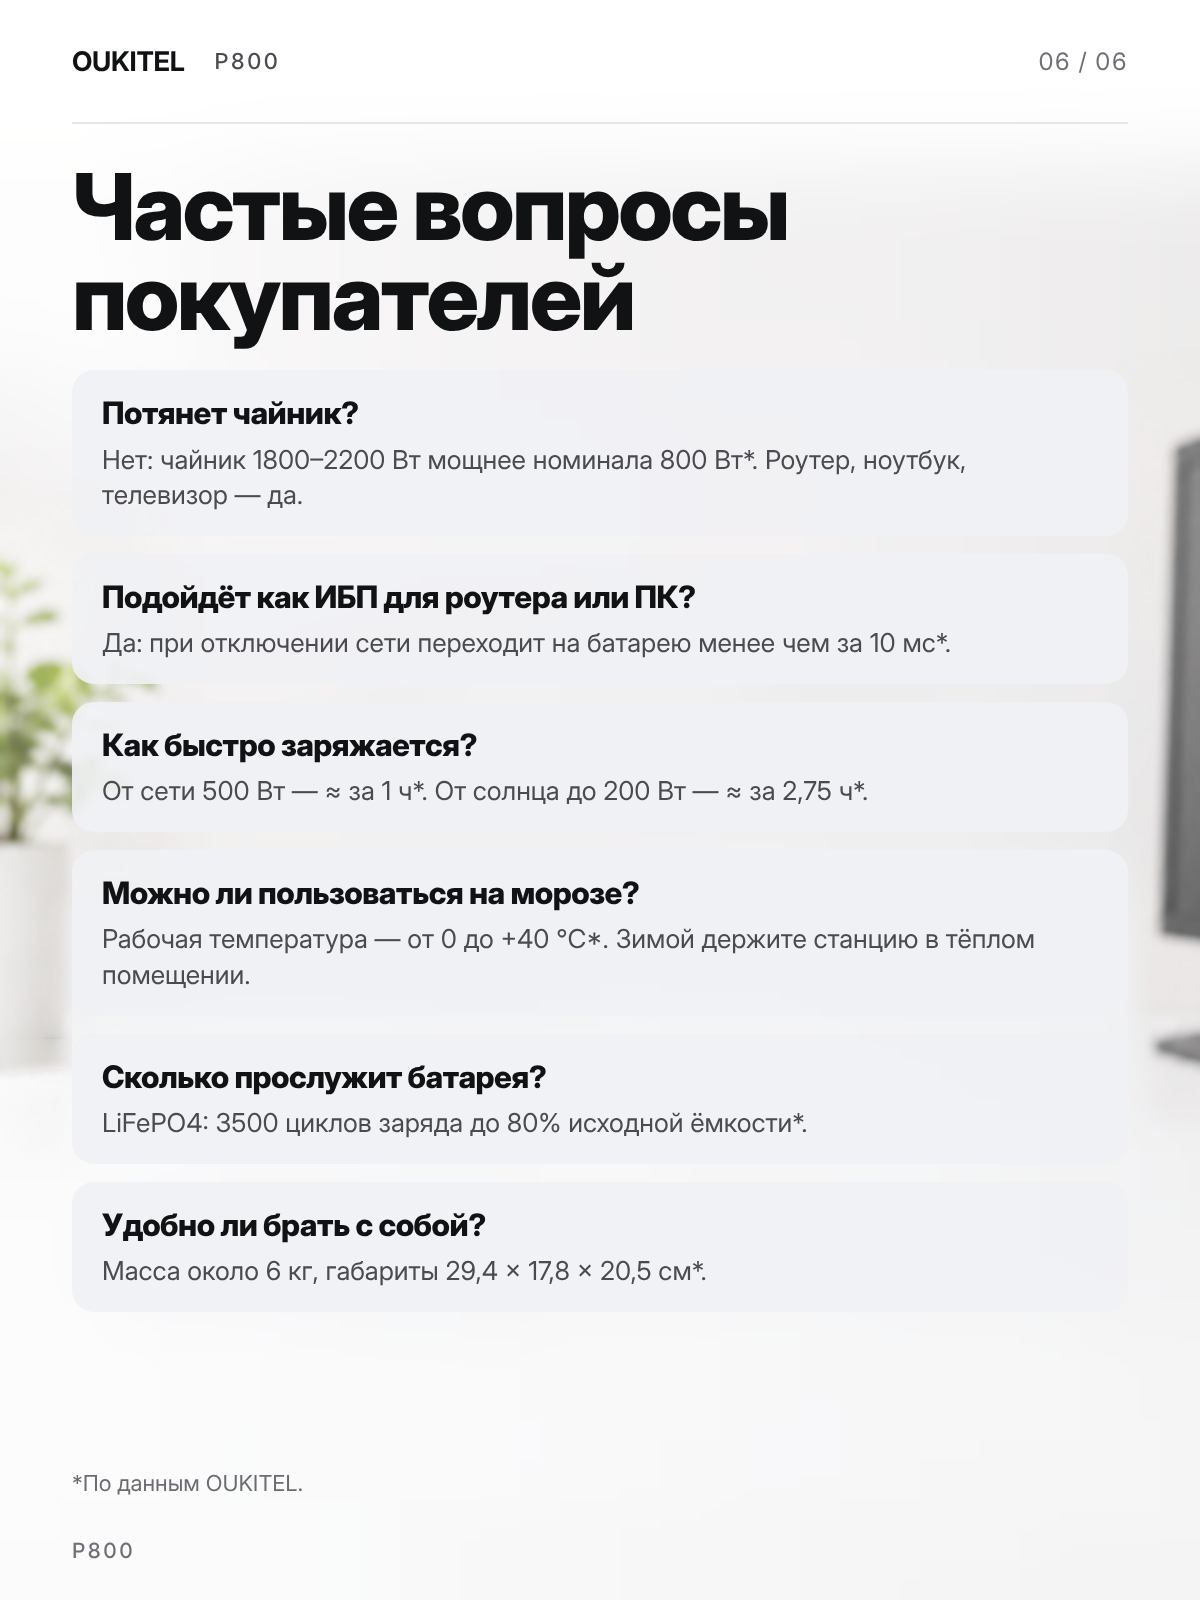 OUKITEL P800 06 / 06
Частые вопросы
покупателей
Потянет чайник?
Нет: чайник 1800–2200 Вт мощнее номинала 800 Вт*. Роутер, ноутбук,
телевизор — да.
Подойдёт как ИБП для роутера или ПК?
Да: при отключении сети переходит на батарею менее чем за 10 мс*.
Как быстро заряжается?
От сети 500 Вт — ≈ за 1 ч*. От солнца до 200 Вт — ≈ за 2,75 ч*.
Можно ли пользоваться на морозе?
Рабочая температура — от 0 до +40 °C*. Зимой держите станцию в тёплом
помещении.
Сколько прослужит батарея?
LiFePO4: 3500 циклов заряда до 80% исходной ёмкости*.
Удобно ли брать с собой?
Масса около 6 кг, габариты 29,4 × 17,8 × 20,5 см*.
*По данным OUKITEL.
P800